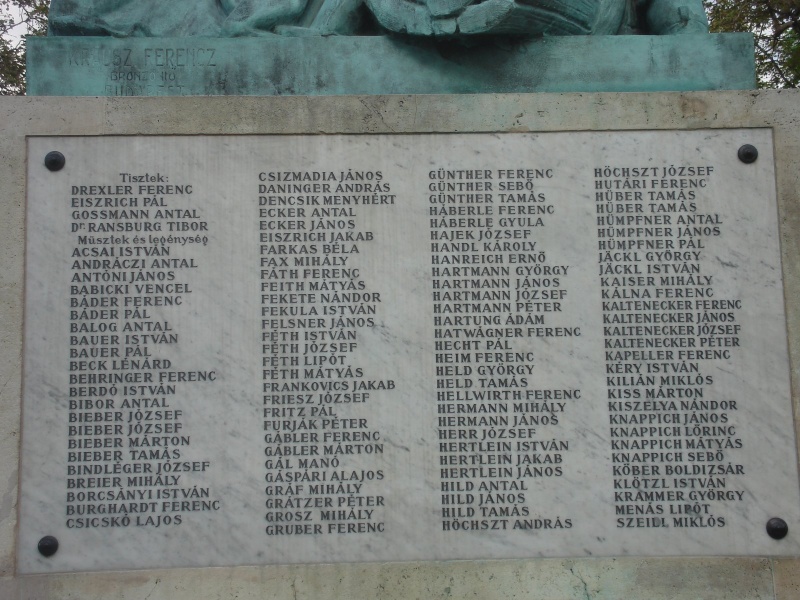 KRAUSZ FERENCZ
BRONZ MŰ
BUDAPEST
Tisztek:
DREXLER FERENC
EISZRICH PÁL
GOSSMANN ANTAL
Dr RANSBURG TIBOR
Müsztek és legénység
ACSAI ISTVÁN
ANDRÁCZI ANTAL
ANTÓNI JÁNOS
BABICKI VENCEL
BÁDER FERENC
BÁDER PÁL
BALOG ANTAL
BAUER ISTVÁN
BAUER PÁL
BECK LÉNÁRD
BEHRINGER FERENC
BERDÓ ISTVÁN
BIBOR ANTAL
BIEBER JÓZSEF
BIEBER JÓZSEF
BIEBER MÁRTON
BIEBER TAMÁS
BINDLÉGER JÓZSEF
BREIER MIHÁLY
BORCSÁNYI ISTVÁN
BURGHARDT FERENC
CSICSKÓ LAJOS
CSIZMADIA JÁNOS
DANINGER ANDRÁS
DENCSIK MENYHÉRT
ECKER ANTAL
ECKER JÁNOS
EISZRICH JAKAB
FARKAS BÉLA
FAX MIHÁLY
FÁTH FERENC
FEITH MÁTYÁS
FEKETE NÁNDOR
FEKULA ISTVÁN
FELSNER JÁNOS
FÉTH ISTVÁN
FÉTH JÓZSEF
FÉTH LIPÓT
FÉTH MÁTYÁS
FRANKOVICS JAKAB
FRIESZ JÓZSEF
FRITZ PÁL
FURJÁK PÉTER
GÁBLER FERENC
GÁBLER MÁRTON
GÁL MANÓ
GÁSPÁRI ALAJOS
GRÁF MIHÁLY
GRÁTZER PÉTER
GROSZ MIHÁLY
GRUBER FERENC
GÜNTHER FERENC
GÜNTHER SEBŐ
GÜNTHER TAMÁS
HÁBERLE FERENC
HÁBERLE GYULA
HAJEK JÓZSEF
HANDL KÁROLY
HANREICH ERNŐ
HARTMANN GYÖRGY
HARTMANN JÁNOS
HARTMANN JÓZSEF
HARTMANN PÉTER
HARTUNG ÁDÁM
HATWÁGNER FERENC
HECHT PÁL
HEIM FERENC
HELD GYÖRGY
HELD TAMÁS
HELLWIRTH FERENC
HERMANN MIHÁLY
HERMANN JÁNOS
HERR JÓZSEF
HERTLEIN ISTVÁN
HERTLEIN JAKAB
HERTLEIN JÁNOS
HILD ANTAL
HILD JÁNOS
HILD TAMÁS
HÖCHSZT ANDRÁS
HÖCHSZT JÓZSEF
HUTÁRI FERENC
HÜBER TAMÁS
HÜBER TAMÁS
HÜMPFNER ANTAL
HÜMPFNER JÁNOS
HÜMPFNER PÁL
JÄCKL GYÖRGY
JÄCKL ISTVÁN
KAISER MIHÁLY
KÁLNA FERENC
KALTENECKER FERENC
KALTENECKER JÁNOS
KALTENECKER JÓZSEF
KALTENECKER PÉTER
KAPELLER FERENC
KÉRY ISTVÁN
KILIÁN MIKLÓS
KISS MÁRTON
KISZELYA NÁNDOR
KNAPPICH JÁNOS
KNAPPICH LŐRINC
KNAPPICH MÁTYÁS
KNAPPICH SEBŐ
KÖBER BOLDIZSÁR
KLÖTZL ISTVÁN
KRAMMER GYÖRGY
MENÁS LIPÓT
SZEILL MIKLÓS